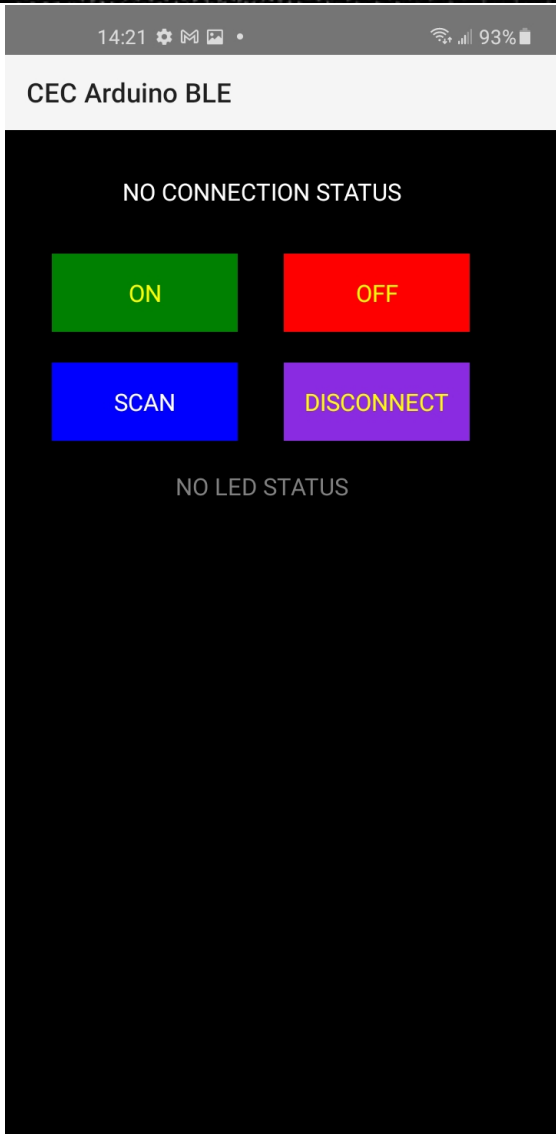 14:21 93%
CEC Arduino BLE
NO CONNECTION STATUS
ON OFF
SCAN DISCONNECT
NO LED STATUS